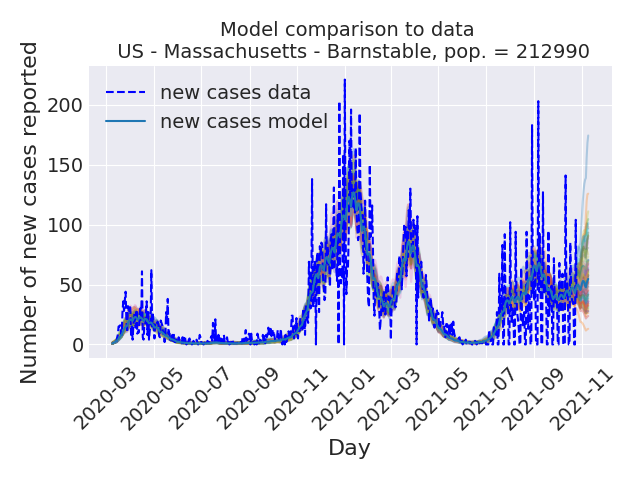 Model comparison to data
US - Massachusetts - Barnstable, pop. = 212990
Number of new cases reported
200
150
100
50
0
new cases data
new cases model
2020-03
2020-05
2020-07
2020-09
2020-11
2021-01
2021-03
2021-05
2021-07
2021-09
2021-11
Day